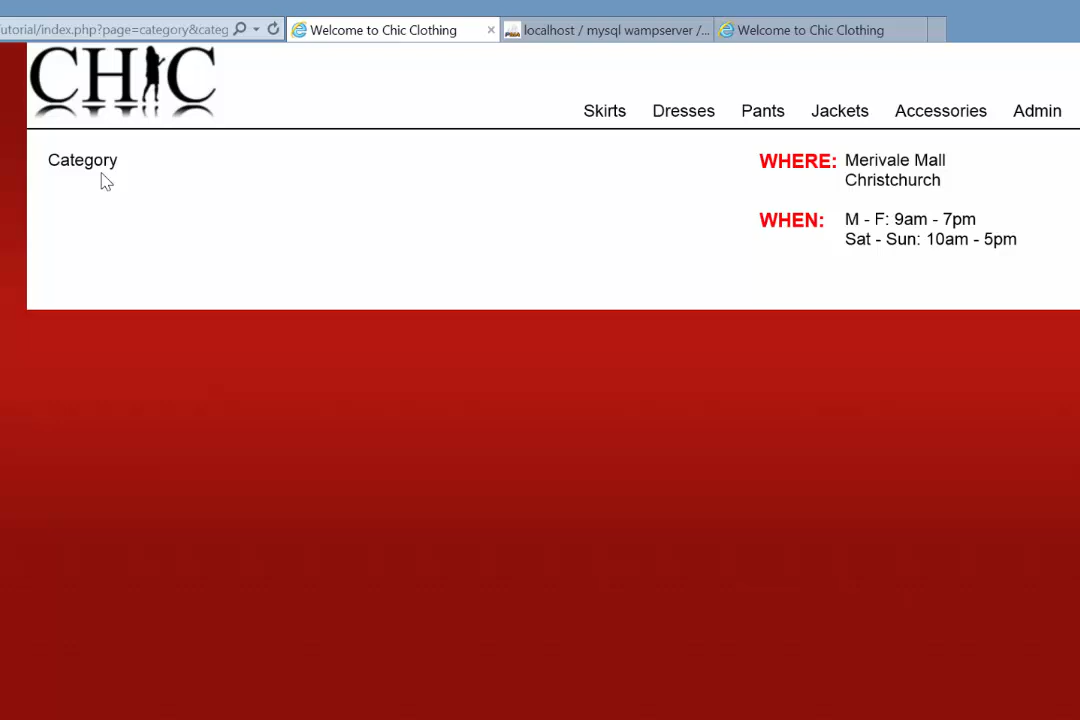 utorial/index.php?page=category&categ
Welcome to Chic Clothing
localhost / mysql wampserver /...
Welcome to Chic Clothing
CHIC
Skirts Dresses Pants Jackets Accessories Admin
Category
WHERE: Merivale Mall
Christchurch
WHEN: M - F: 9am - 7pm
Sat - Sun: 10am - 5pm